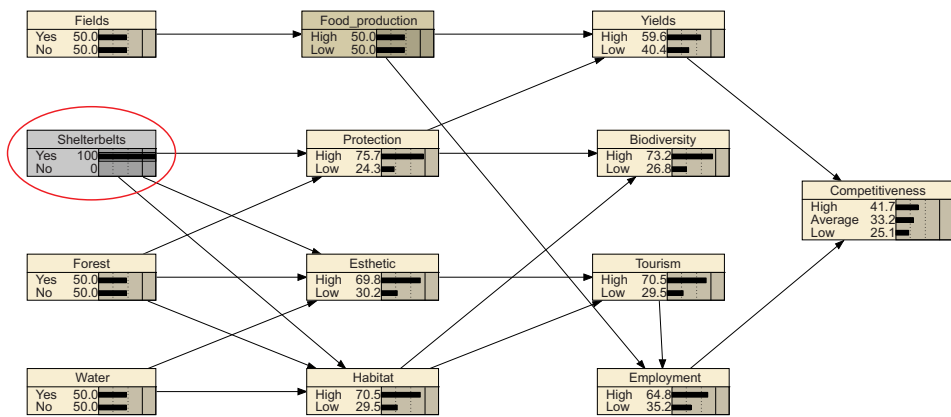 Fields
Yes 50.0
No 50.0
Food_production
High 50.0
Low 50.0
Yields
High 59.6
Low 40.4
Shelterbelts
Yes 100
No 0
Protection
High 75.7
Low 24.3
Biodiversity
High 73.2
Low 26.8
Competitiveness
High 41.7
Average 33.2
Low 25.1
Forest
Yes 50.0
No 50.0
Esthetic
High 69.8
Low 30.2
Tourism
High 70.5
Low 29.5
Water
Yes 50.0
No 50.0
Habitat
High 70.5
Low 29.5
Employment
High 64.8
Low 35.2